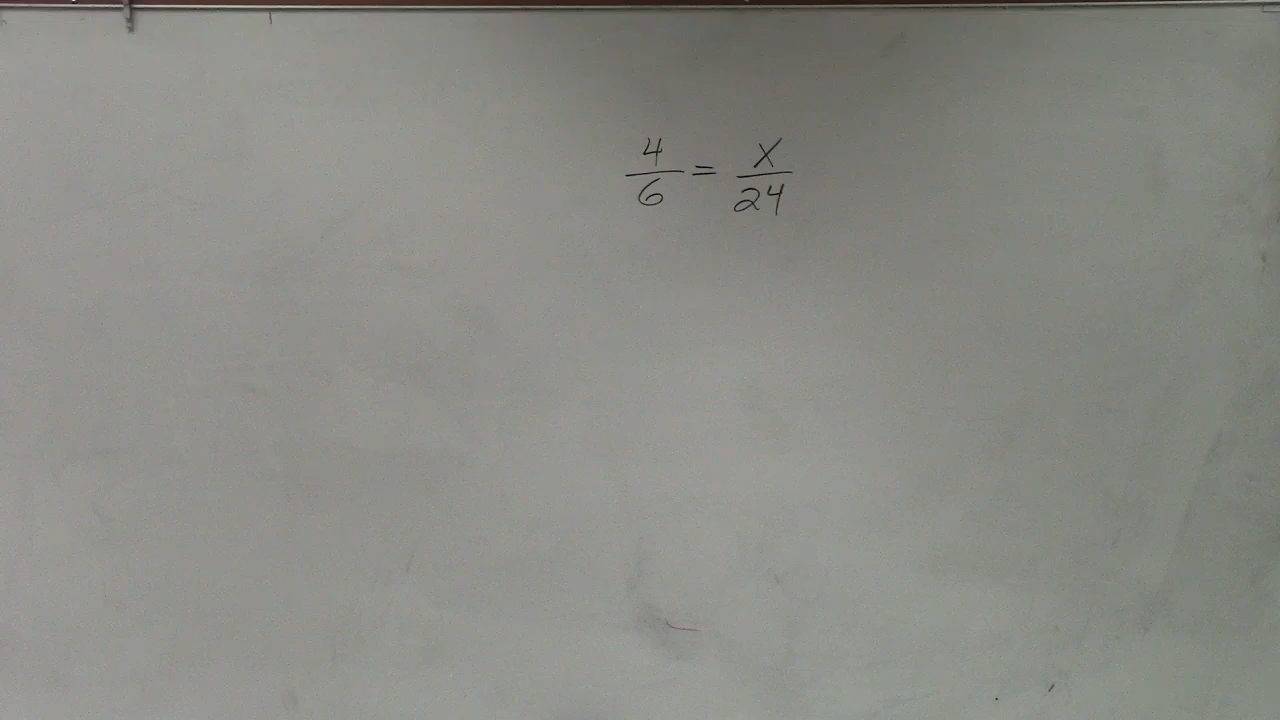 4/6 = x/24